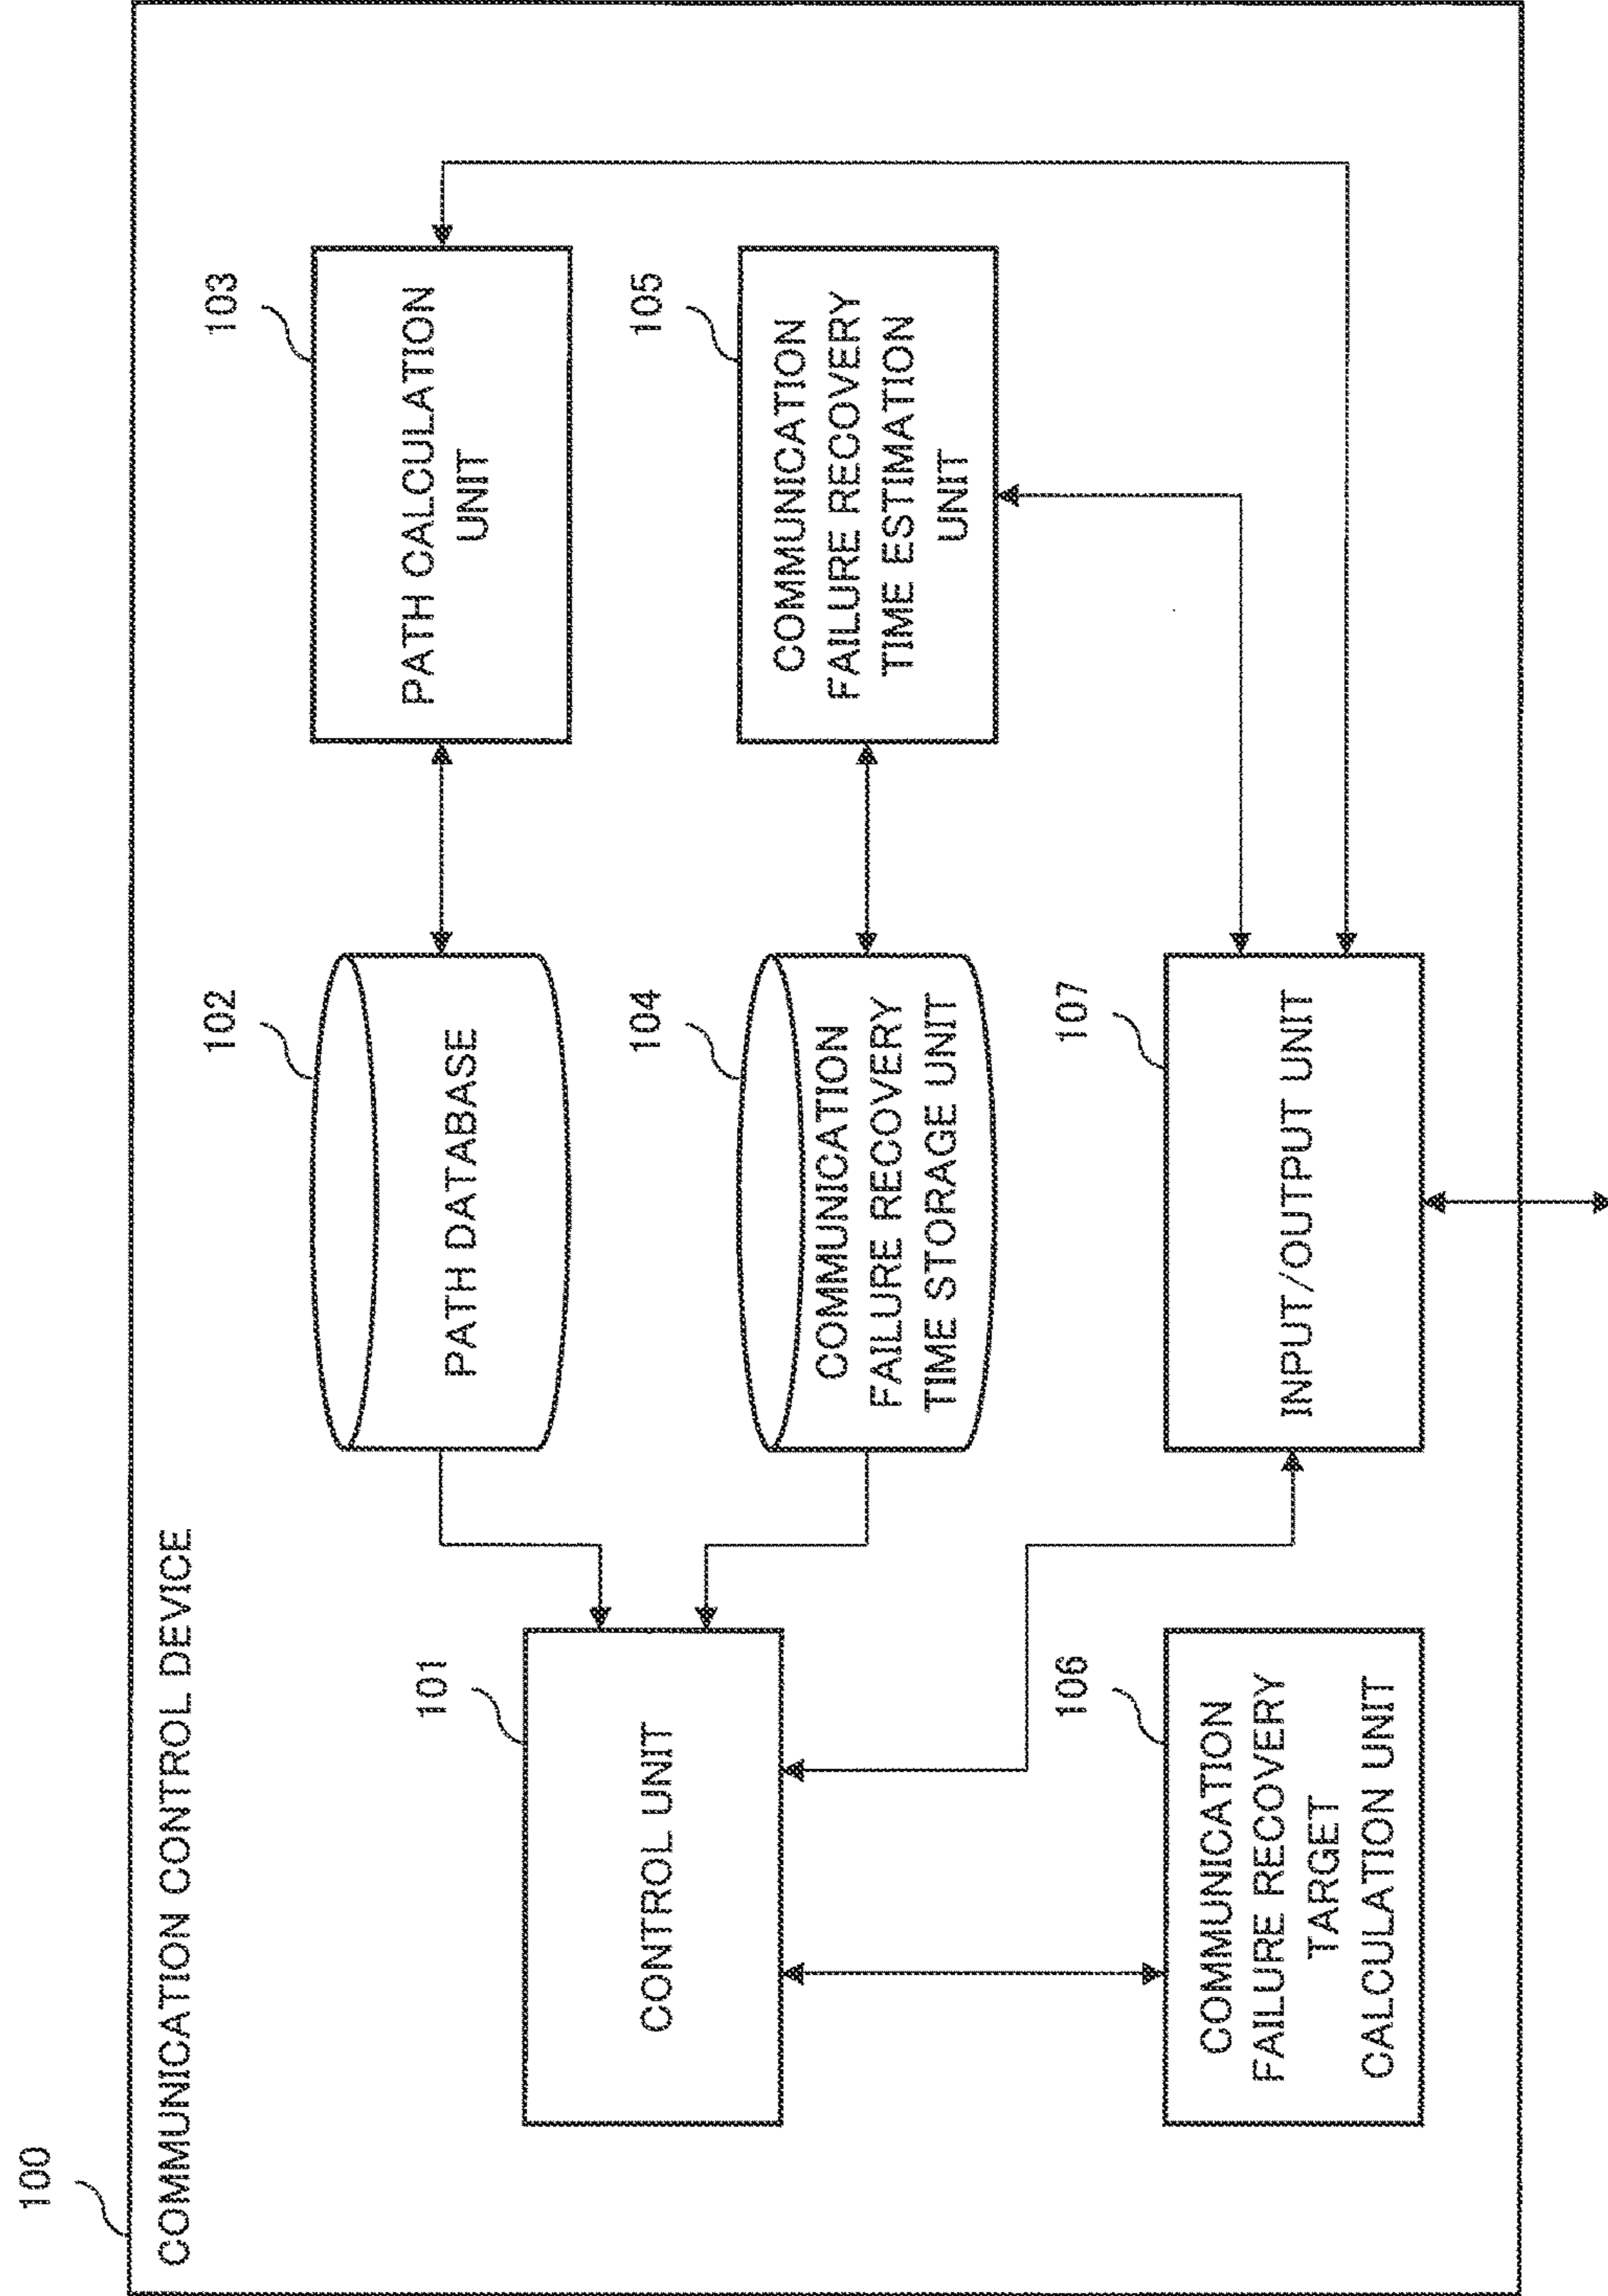 100
COMMUNICATION CONTROL DEVICE
102
PATH DATABASE
103
PATH CALCULATION
UNIT
101
CONTROL UNIT
104
COMMUNICATION
FAILURE RECOVERY
TIME STORAGE UNIT
105
COMMUNICATION
FAILURE RECOVERY
TIME ESTIMATION
UNIT
106
COMMUNICATION
FAILURE RECOVERY
TARGET
CALCULATION UNIT
107
INPUT/OUTPUT UNIT